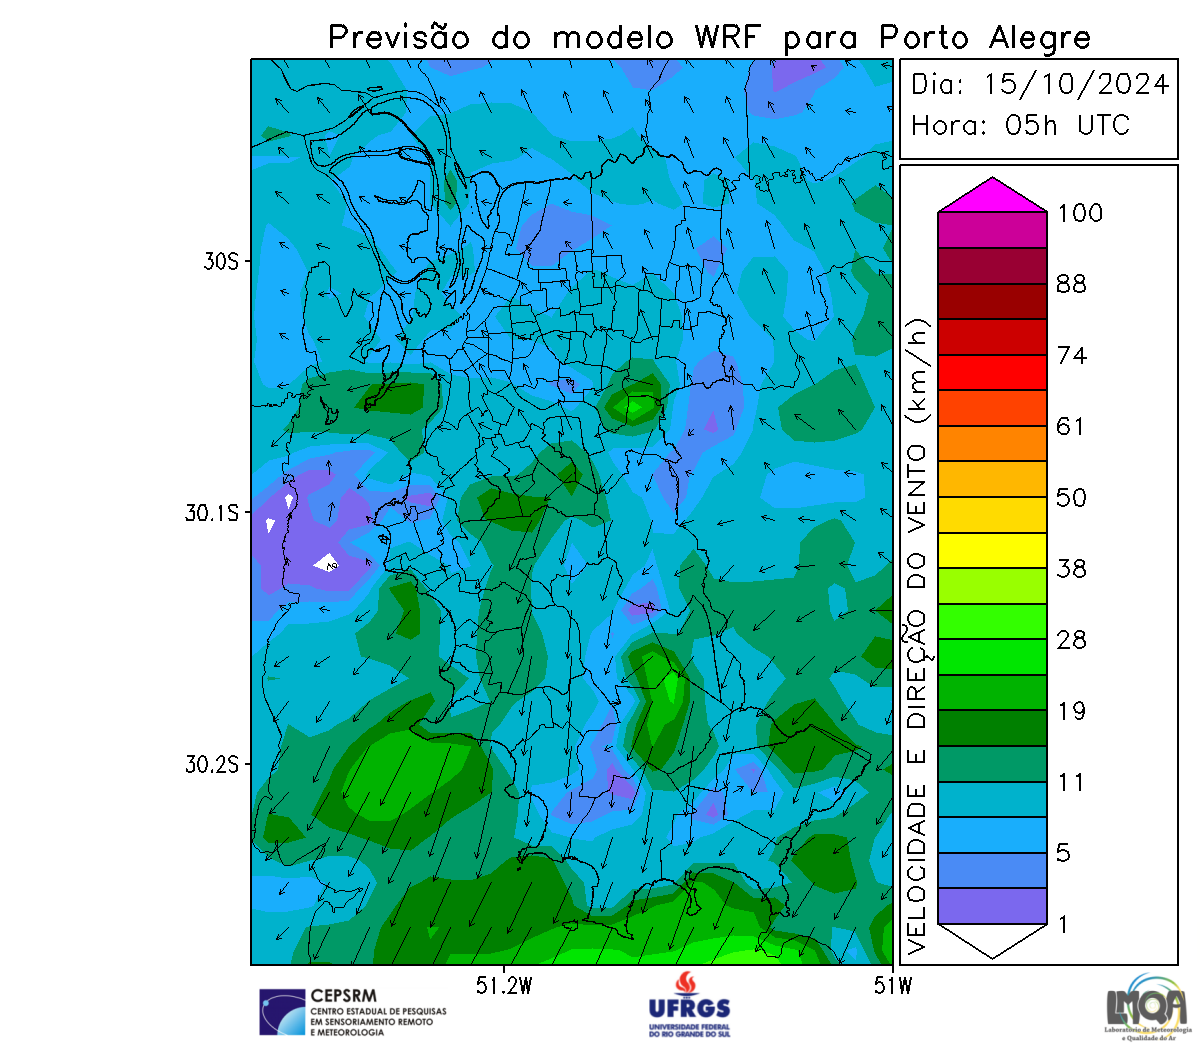 Previsão do modelo WRF para Porto Alegre
Dia: 15/10/2024
Hora: 05h UTC
30S
30.1S
30.2S
51.2W
51W
VELOCIDADE E DIREÇÃO DO VENTO (km/h)
100
88
74
61
50
38
28
19
11
5
1
CEPSRM
CENTRO ESTADUAL DE PESQUISAS
EM SENSORIAMENTO REMOTO
E METEOROLOGIA
UFRGS
UNIVERSIDADE FEDERAL
DO RIO GRANDE DO SUL
LMQA
Laboratório de Meteorologia
e Qualidade do Ar